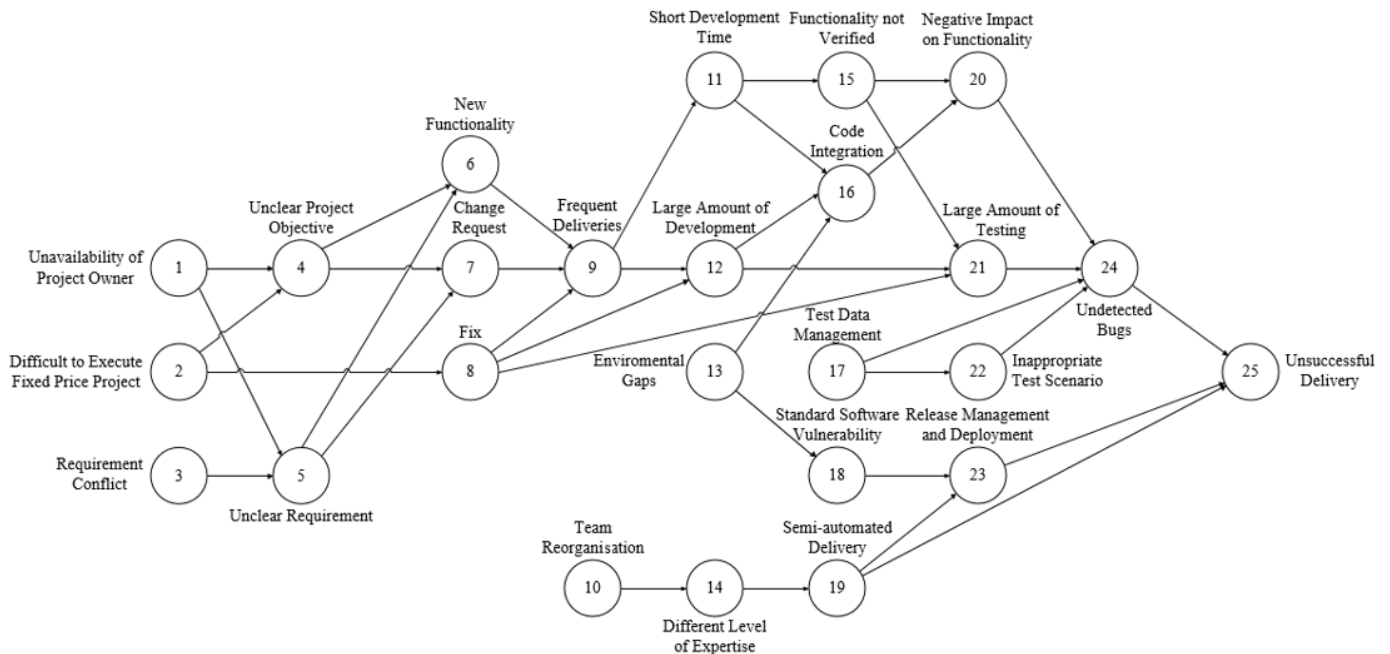 Short Development
Time
Functionality not
Verified
Negative Impact
on Functionality
11
15
20
New
Functionality
6
Code
Integration
16
Unclear Project
Objective
Change
Request
Frequent
Deliveries
Large Amount of
Development
Large Amount of
Testing
Unavailability of
Project Owner
1
4
7
9
12
21
24
Undetected
Bugs
Difficult to Execute
Fixed Price Project
2
Fix
8
Enviromental
Gaps
13
Test Data
Management
17
22
Inappropriate
Test Scenario
25
Unsuccessful
Delivery
Requirement
Conflict
3
5
Unclear Requirement
Standard Software
Vulnerability
18
Release Management
and Deployment
23
Team
Reorganisation
10
14
Different Level
of Expertise
Semi-automated
Delivery
19